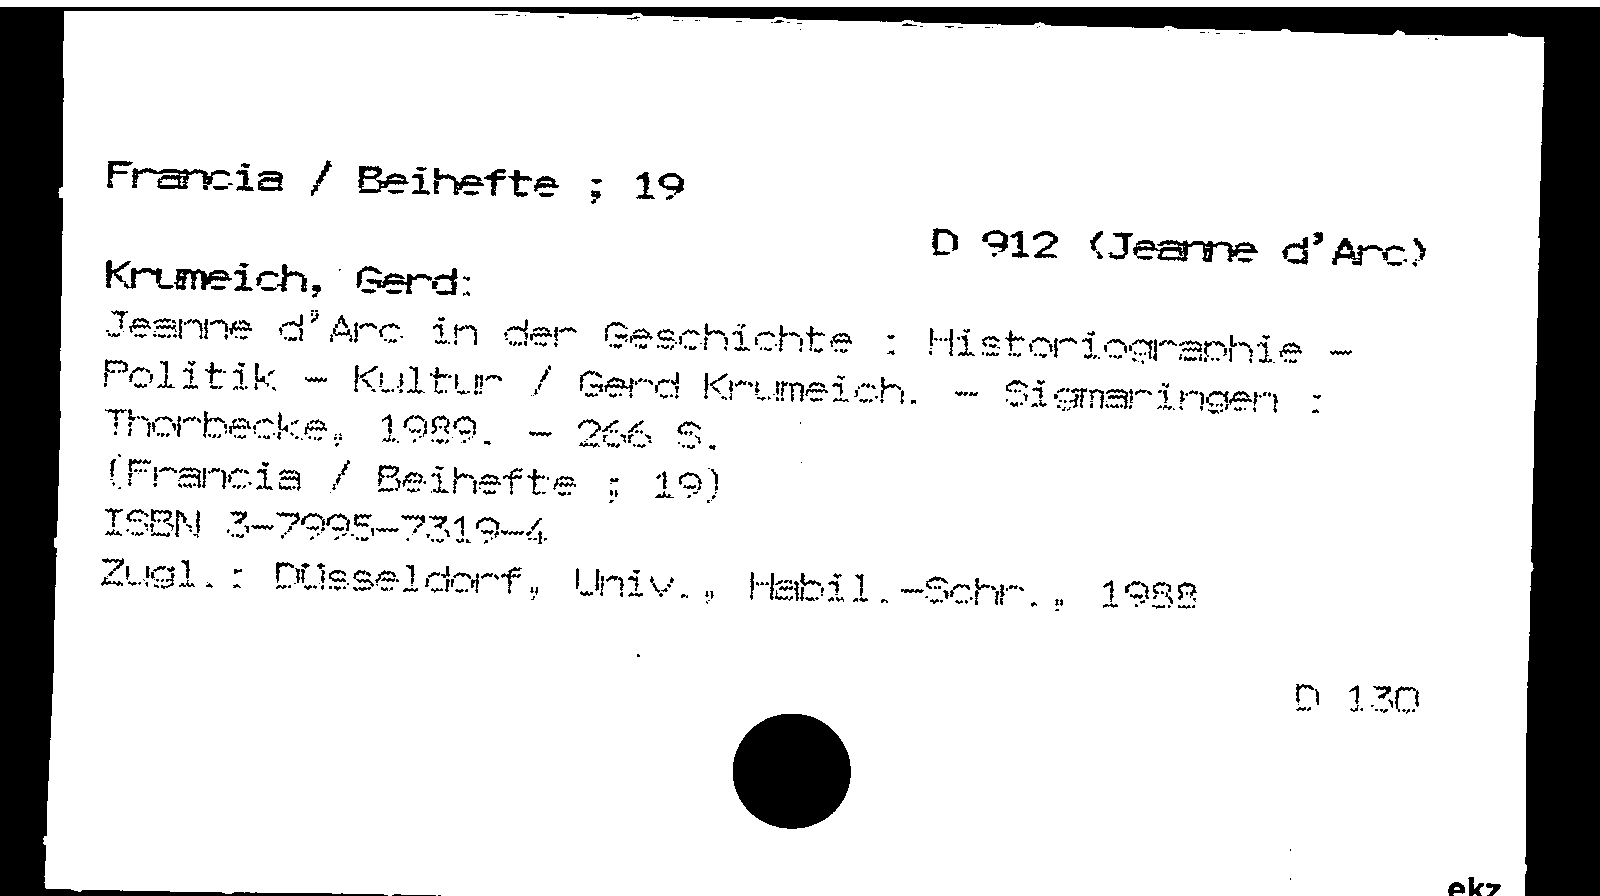 Francia / Beihefte ; 19
D 912 (Jeanne d'Arc)
Krumeich, Gerd:
Jeanne d'Arc in der Geschichte : Historiographie -
Politik - Kultur / Gerd Krumeich. - Sigmaringen :
Thorbecke, 1989. - 266 S.
(Francia / Beihefte ; 19)
ISBN 3-7995-7319-4
Zugl.: Düsseldorf, Univ., Habil.-Schr., 1988
D 130
ekz